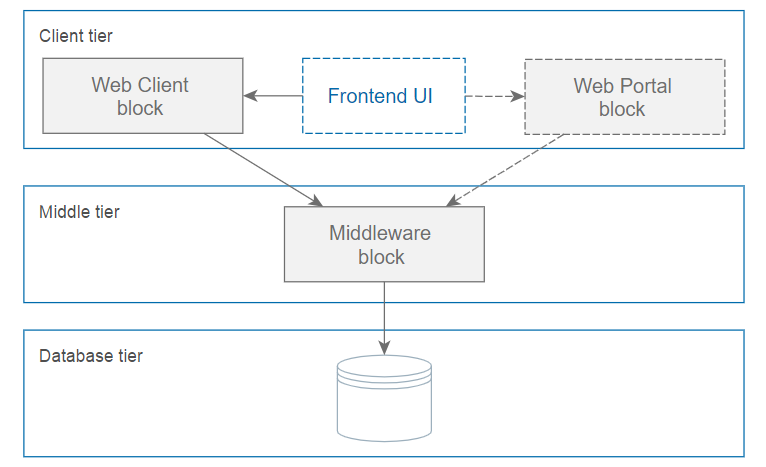 Client tier
Web Client
block
Frontend UI
Web Portal
block
Middle tier
Middleware
block
Database tier